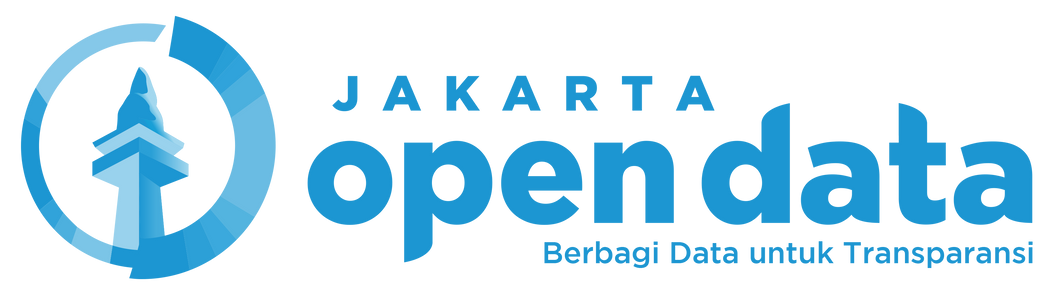 JAKARTA
open data
Berbagi Data untuk Transparansi